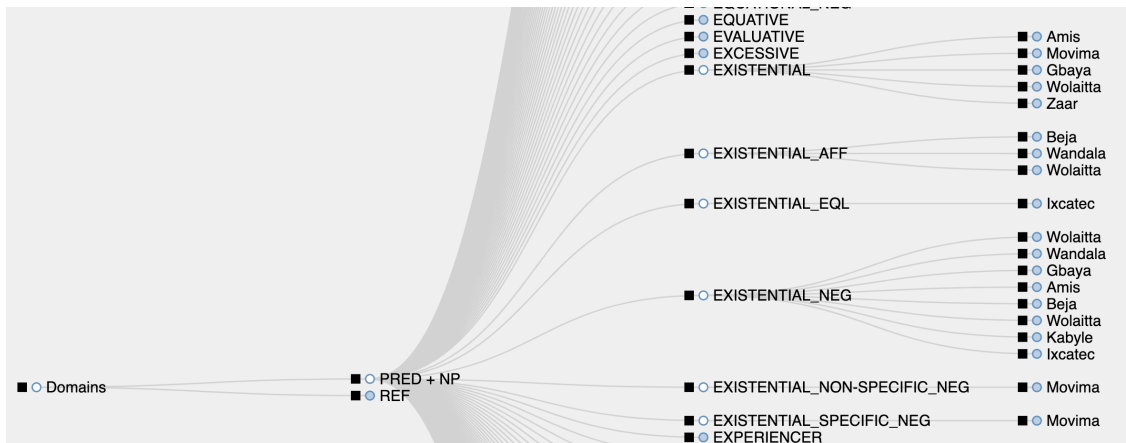 EQUATIONAL_NEG
EQUATIVE
EVALUATIVE
EXCESSIVE
EXISTENTIAL
Amis
Movima
Gbaya
Wolaitta
Zaar
EXISTENTIAL_AFF
Beja
Wandala
Wolaitta
EXISTENTIAL_EQL
Ixcatec
EXISTENTIAL_NEG
Wolaitta
Wandala
Gbaya
Amis
Beja
Wolaitta
Kabyle
Ixcatec
Domains
PRED + NP
REF
EXISTENTIAL_NON-SPECIFIC_NEG
Movima
EXISTENTIAL_SPECIFIC_NEG
Movima
EXPERIENCER